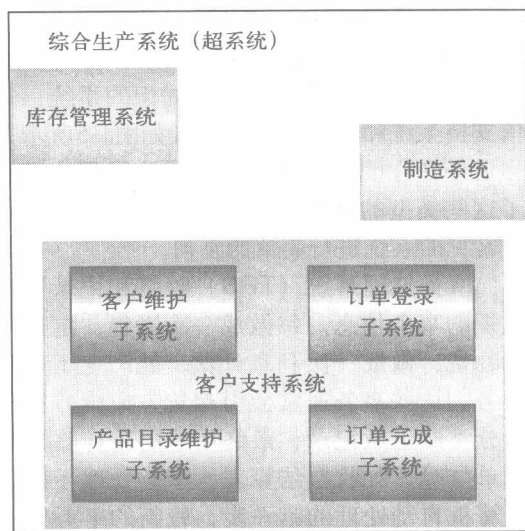 综合生产系统（超系统）
库存管理系统
制造系统
客户维护
子系统
订单登录
子系统
客户支持系统
产品目录维护
子系统
订单完成
子系统